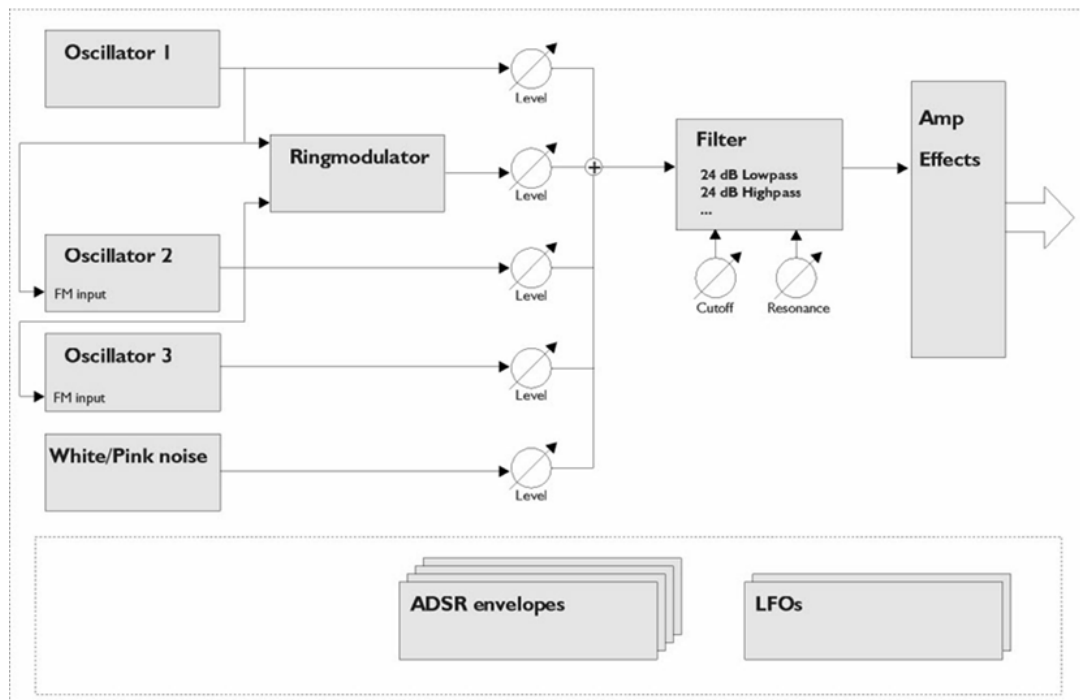 Oscillator 1
Level
Ringmodulator
Level
Filter
24 dB Lowpass
24 dB Highpass
...
Cutoff
Resonance
Amp
Effects
Oscillator 2
FM input
Level
Oscillator 3
FM input
Level
White/Pink noise
Level
ADSR envelopes
LFOs